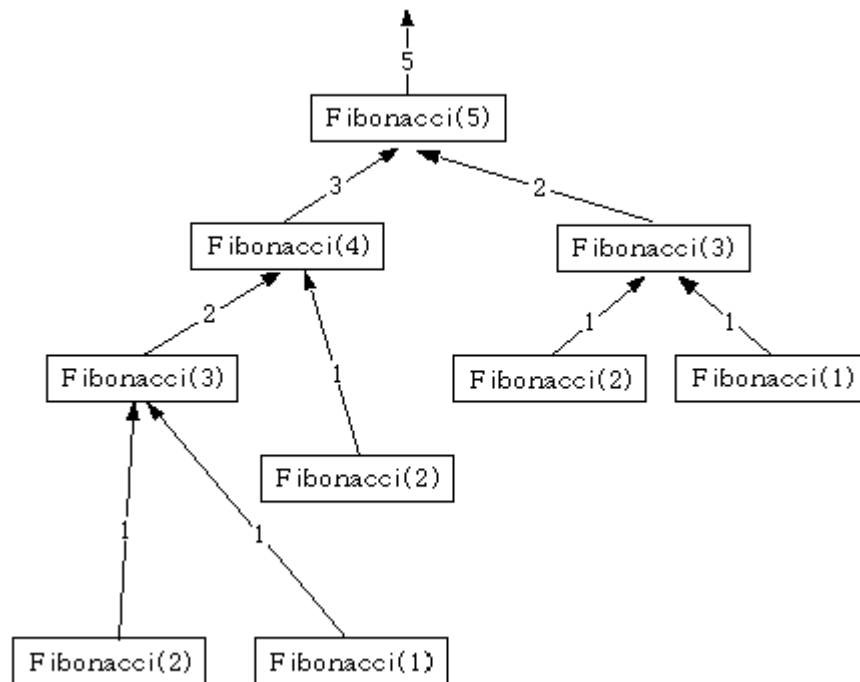 5
Fibonacci(5)
3
2
Fibonacci(4)
Fibonacci(3)
2
1
1
1
Fibonacci(3)
Fibonacci(2)
Fibonacci(1)
Fibonacci(2)
1
1
Fibonacci(2)
Fibonacci(1)